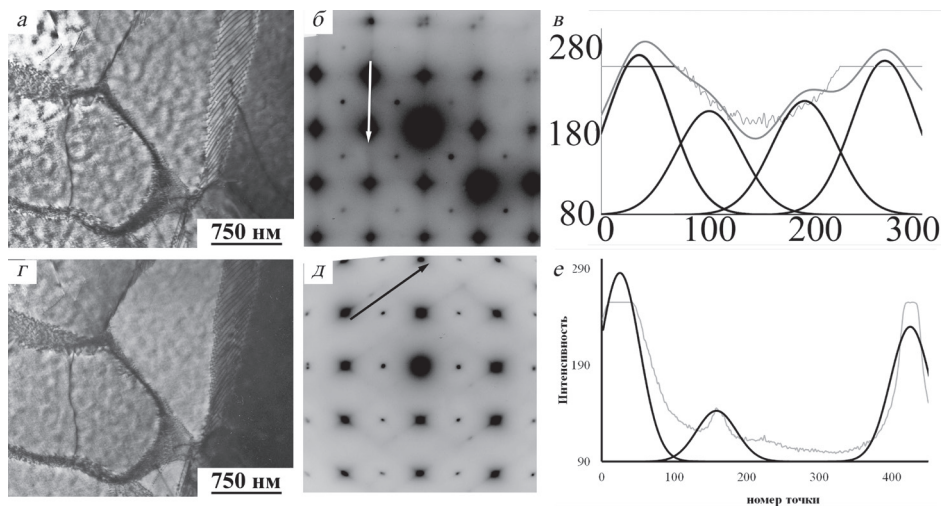 а
б
в
280
180
80
0
100
200
300
750 нм
г
д
е
290
190
90
0
100
200
300
400
Интенсивность
номер точки
750 нм